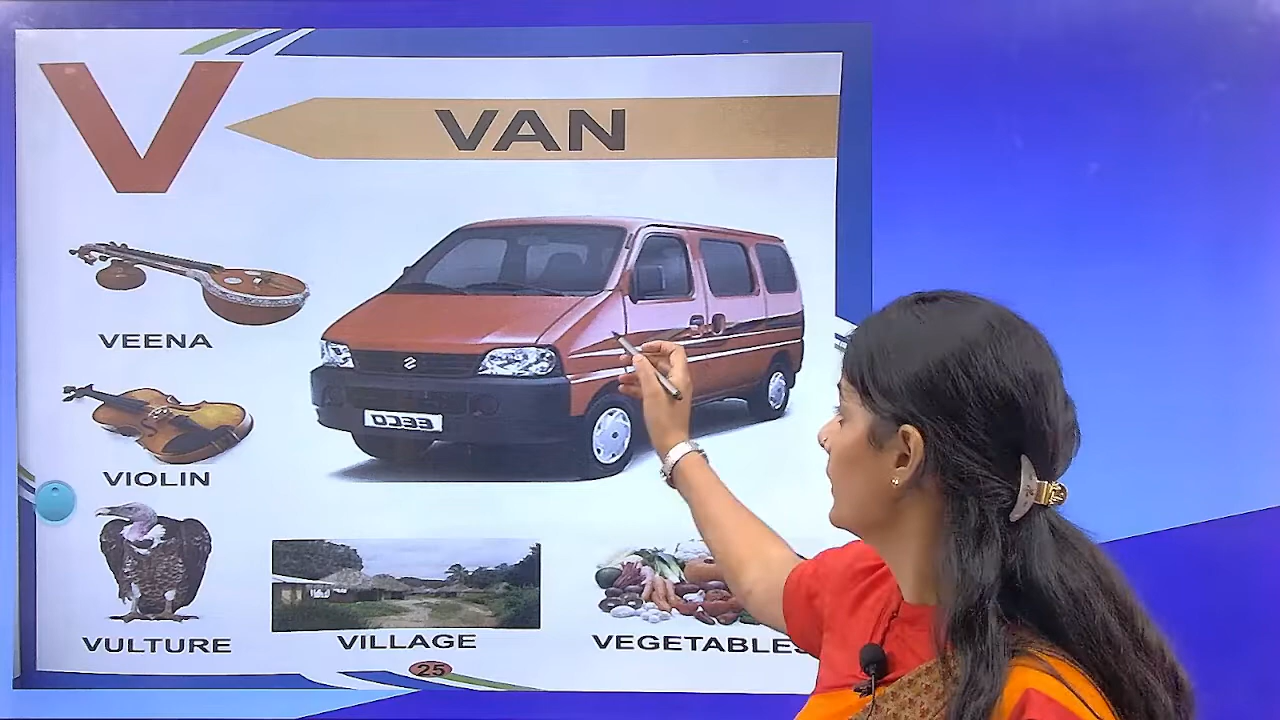 V
VAN
VEENA
VIOLIN
VULTURE
VILLAGE
VEGETABLES
25